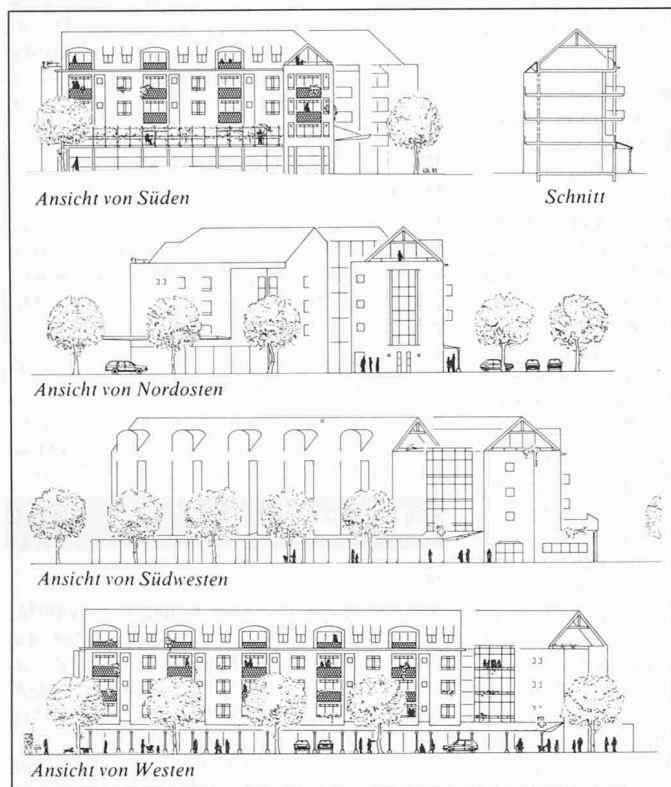 Ansicht von Süden
Schnitt
Ansicht von Nordosten
Ansicht von Südwesten
Ansicht von Westen